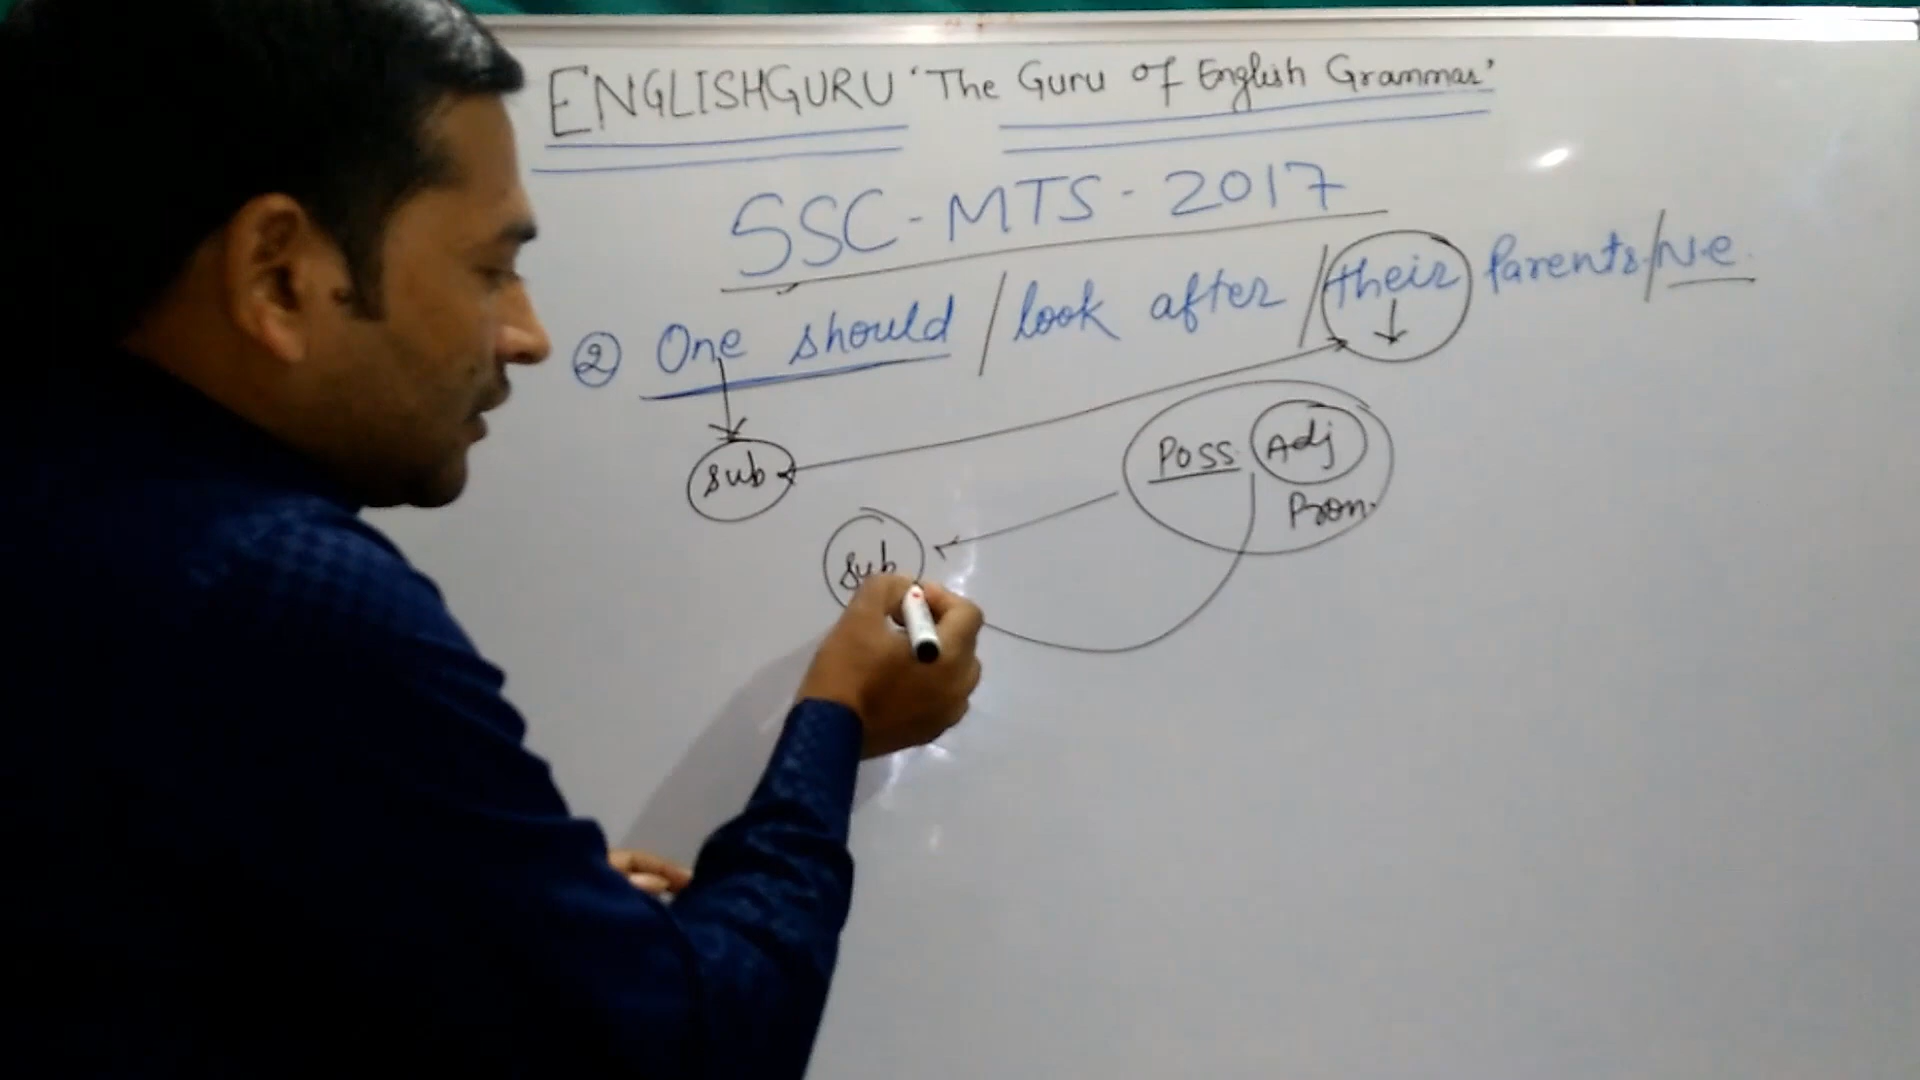 ENGLISHGURU 'The Guru of English Grammar'
SSC-MTS-2017
② One should / look after / their Parents / N.e.
sub
Poss Adj
Pron.
sub